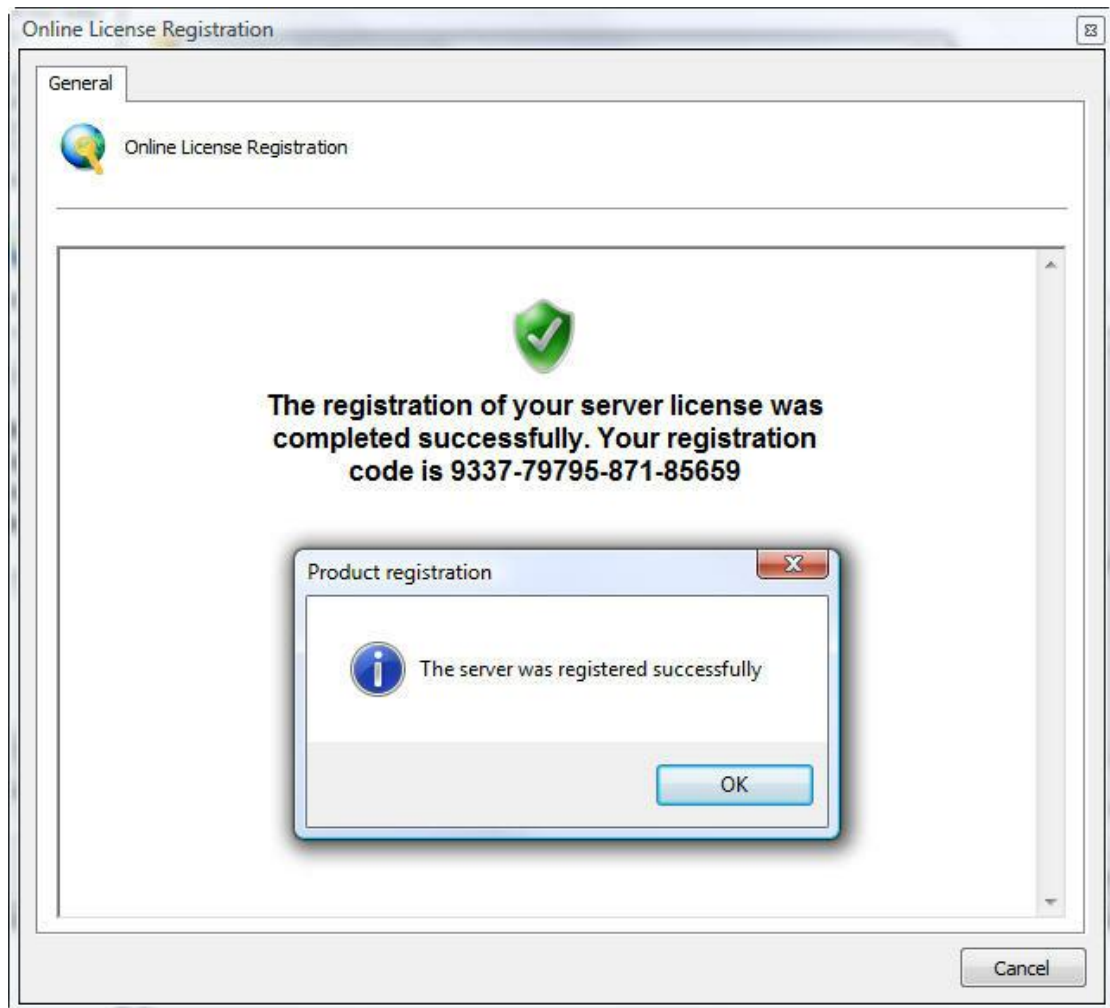 Online License Registration
General
Online License Registration
The registration of your server license was
completed successfully. Your registration
code is 9337-79795-871-85659
Product registration
The server was registered successfully
OK
Cancel